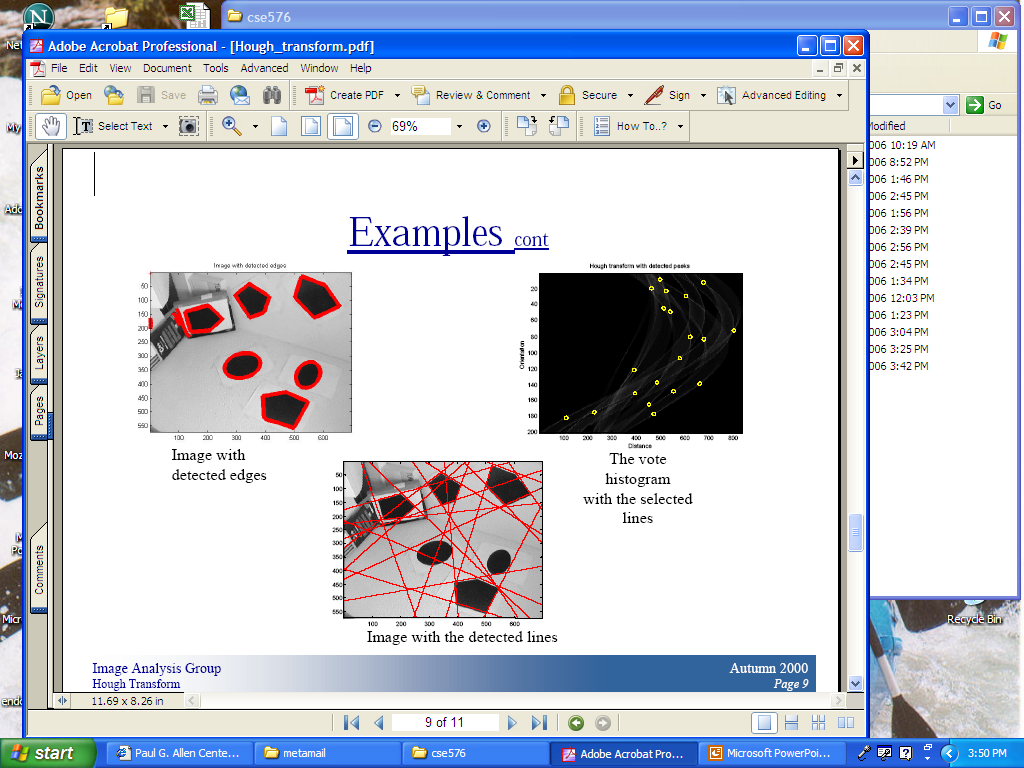 cse576
Adobe Acrobat Professional - [Hough_transform.pdf]
File Edit View Document Tools Advanced Window Help
Open Save Create PDF Review & Comment Secure Sign Advanced Editing
Select Text 69% How To..?
Go
Modified
006 10:19 AM
006 8:52 PM
006 1:46 PM
006 2:45 PM
006 1:56 PM
006 2:39 PM
006 2:56 PM
006 2:45 PM
006 1:34 PM
006 12:03 PM
006 1:23 PM
006 3:04 PM
006 3:25 PM
006 3:42 PM
Bookmarks
Signatures
Layers
Pages
Comments
Examples cont
Image with detected edges
50
100
150
200
250
300
350
400
450
500
550
100 200 300 400 500 600
Image with
detected edges
Hough transform with detected peaks
20
40
60
80
100
120
140
160
180
200
Orientation
100 200 300 400 500 600 700 800
Distance
The vote
histogram
with the selected
lines
50
100
150
200
250
300
350
400
450
500
550
100 200 300 400 500 600
Image with the detected lines
Image Analysis Group
Hough Transform
Autumn 2000
Page 9
11.69 x 8.26 in
9 of 11
Recycle Bin
start
Paul G. Allen Cente...
metamail
cse576
Adobe Acrobat Pro...
Microsoft PowerPoi...
3:50 PM